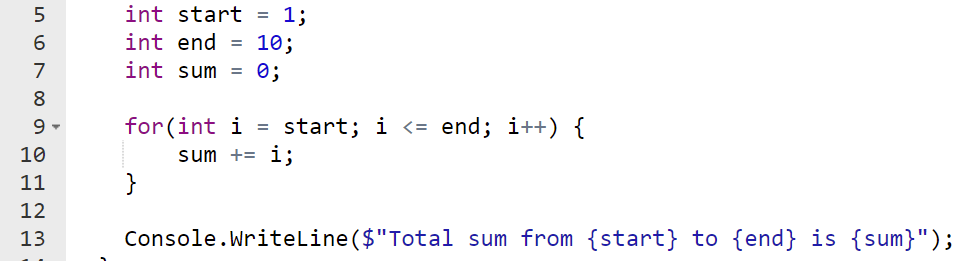 5 int start = 1;
6 int end = 10;
7 int sum = 0;
8
9 for(int i = start; i <= end; i++) {
10 sum += i;
11 }
12
13 Console.WriteLine($"Total sum from {start} to {end} is {sum}");